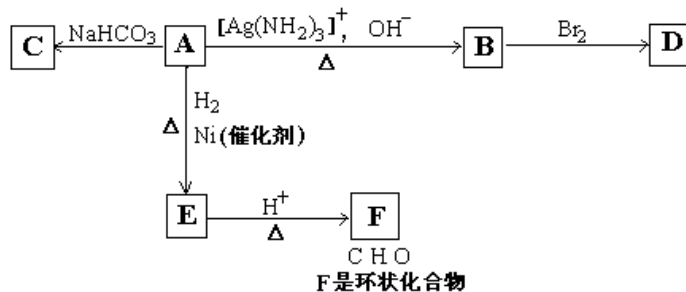 C NaHCO₃ A [Ag(NH₂)₃]⁺, OH⁻ B Br₂ D
Δ
H₂
Δ
Ni(催化剂)
E H⁺ F
Δ
C H O
F是环状化合物